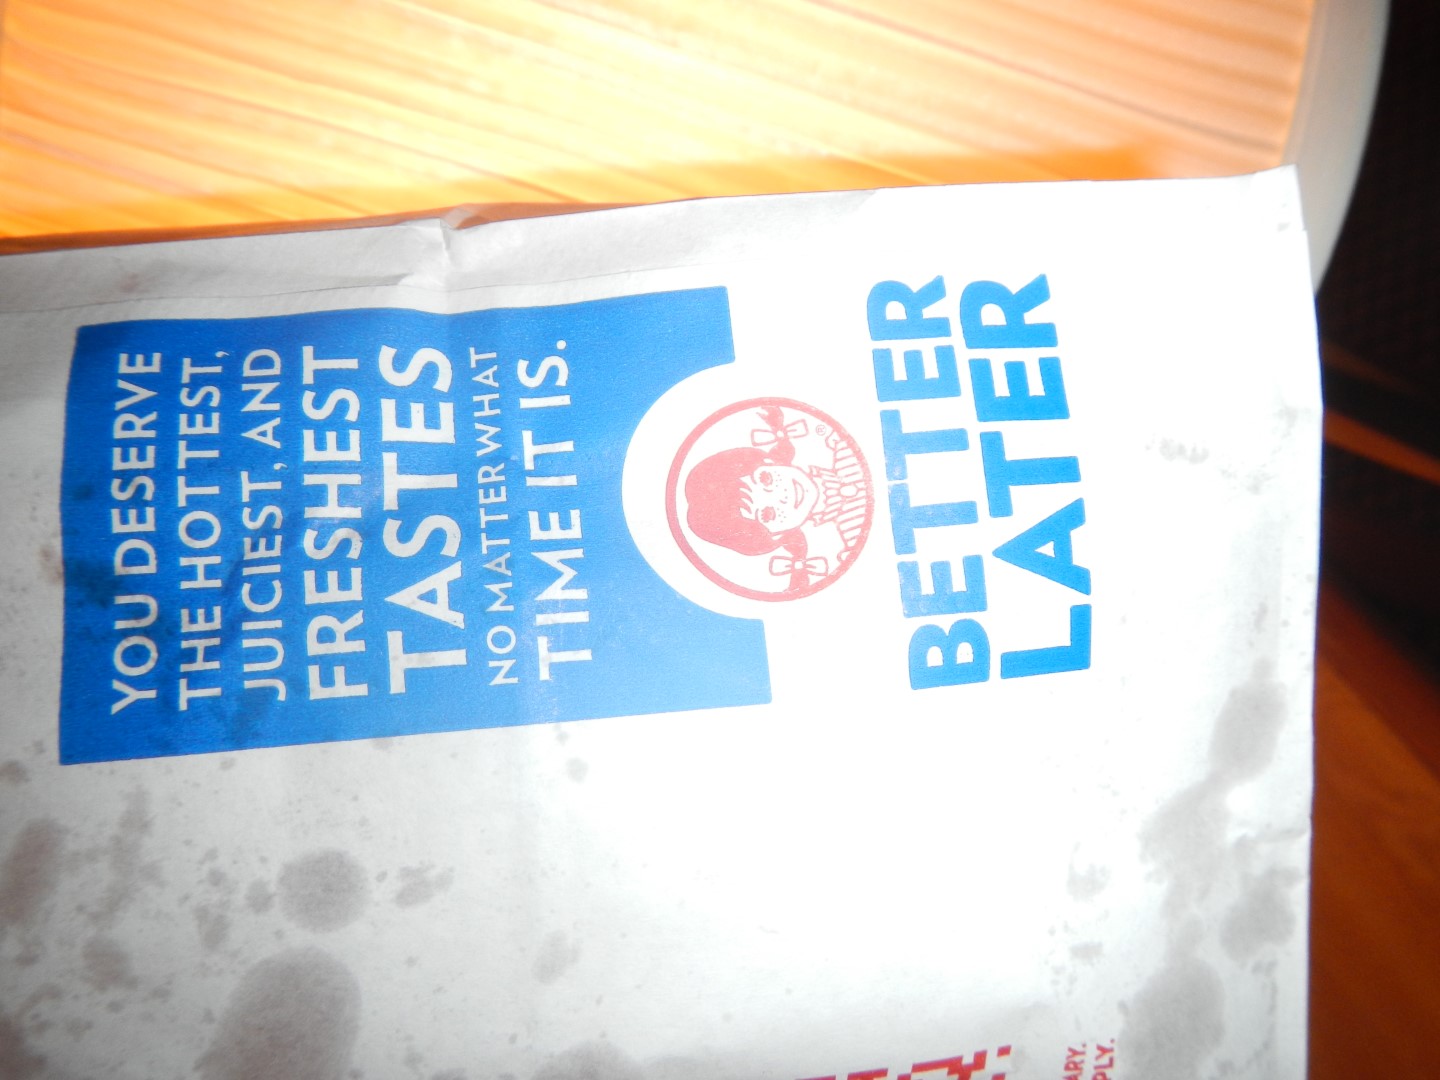 YOU DESERVE
THE HOTTEST,
JUICIEST, AND
FRESHEST
TASTES
NO MATTER WHAT
TIME IT IS.
®
BETTER
LATER